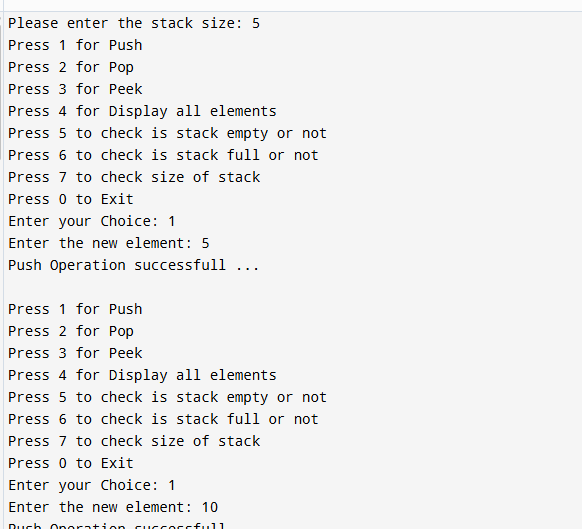 Please enter the stack size: 5
Press 1 for Push
Press 2 for Pop
Press 3 for Peek
Press 4 for Display all elements
Press 5 to check is stack empty or not
Press 6 to check is stack full or not
Press 7 to check size of stack
Press 0 to Exit
Enter your Choice: 1
Enter the new element: 5
Push Operation successfull ...
Press 1 for Push
Press 2 for Pop
Press 3 for Peek
Press 4 for Display all elements
Press 5 to check is stack empty or not
Press 6 to check is stack full or not
Press 7 to check size of stack
Press 0 to Exit
Enter your Choice: 1
Enter the new element: 10
Push Operation successfull